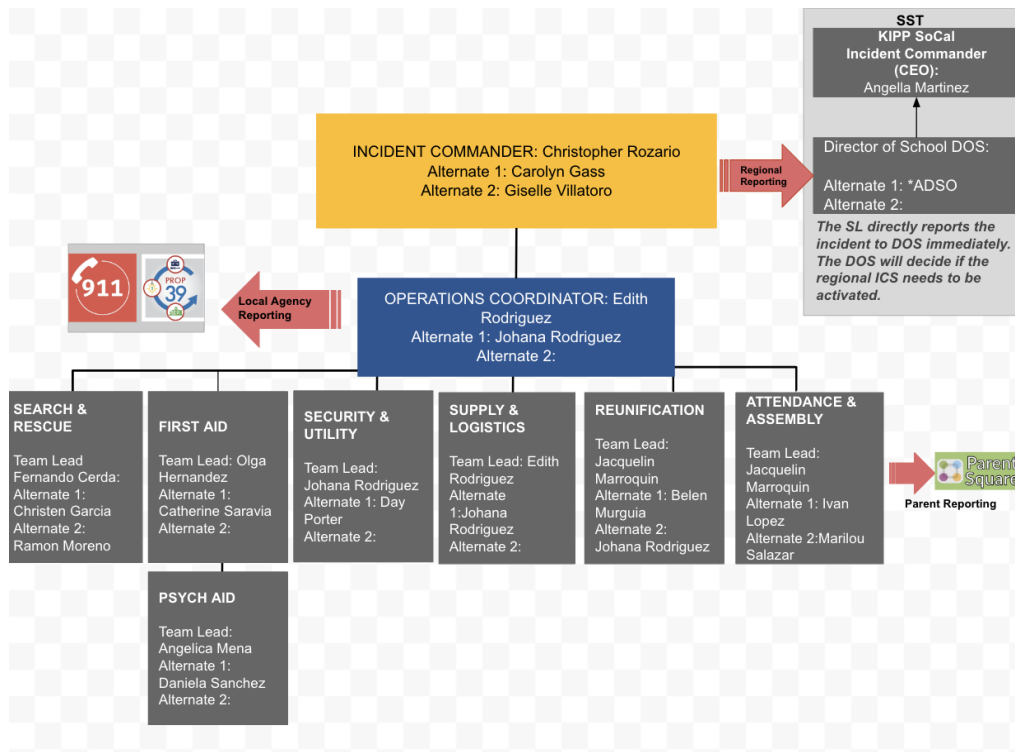 SST
KIPP SoCal
Incident Commander
(CEO):
Angella Martinez
INCIDENT COMMANDER: Christopher Rozario
Alternate 1: Carolyn Gass
Alternate 2: Giselle Villatoro
Regional
Reporting
Director of School DOS:
Alternate 1: *ADSO
Alternate 2:
The SL directly reports the
incident to DOS immediately.
The DOS will decide if the
regional ICS needs to be
activated.
911
PROP
39
Local Agency
Reporting
OPERATIONS COORDINATOR: Edith
Rodriguez
Alternate 1: Johana Rodriguez
Alternate 2:
SEARCH &
RESCUE
Team Lead
Fernando Cerda:
Alternate 1:
Christen Garcia
Alternate 2:
Ramon Moreno
FIRST AID
Team Lead: Olga
Hernandez
Alternate 1:
Catherine Saravia
Alternate 2:
SECURITY &
UTILITY
Team Lead:
Johana Rodriguez
Alternate 1: Day
Porter
Alternate 2:
SUPPLY &
LOGISTICS
Team Lead: Edith
Rodriguez
Alternate
1:Johana
Rodriguez
Alternate 2:
REUNIFICATION
Team Lead:
Jacquelin
Marroquin
Alternate 1: Belen
Murguia
Alternate 2:
Johana Rodriguez
ATTENDANCE &
ASSEMBLY
Team Lead:
Jacquelin
Marroquin
Alternate 1: Ivan
Lopez
Alternate 2:Marilou
Salazar
Parent
Square
Parent Reporting
PSYCH AID
Team Lead:
Angelica Mena
Alternate 1:
Daniela Sanchez
Alternate 2: